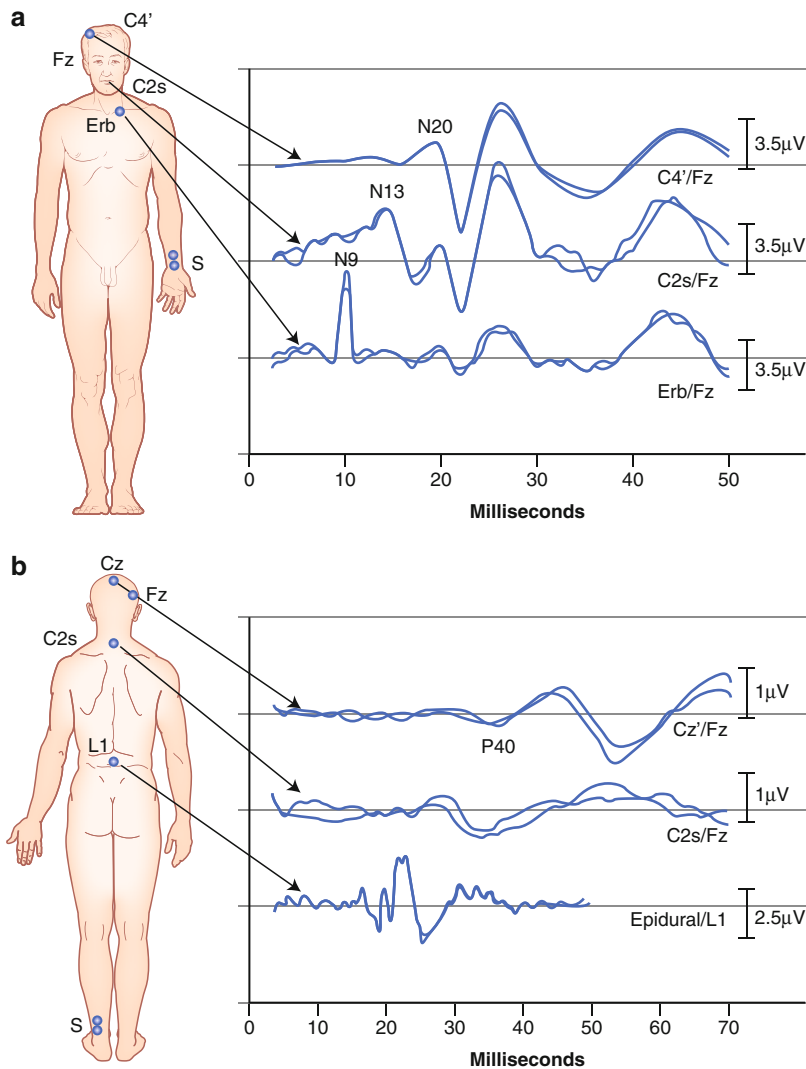 a
C4’
Fz
C2s
Erb
S
N20
3.5μV
C4’/Fz
N13
3.5μV
C2s/Fz
N9
3.5μV
Erb/Fz
0 10 20 30 40 50
Milliseconds
b
Cz
Fz
C2s
L1
S
1μV
Cz’/Fz
P40
1μV
C2s/Fz
Epidural/L1
2.5μV
0 10 20 30 40 50 60 70
Milliseconds